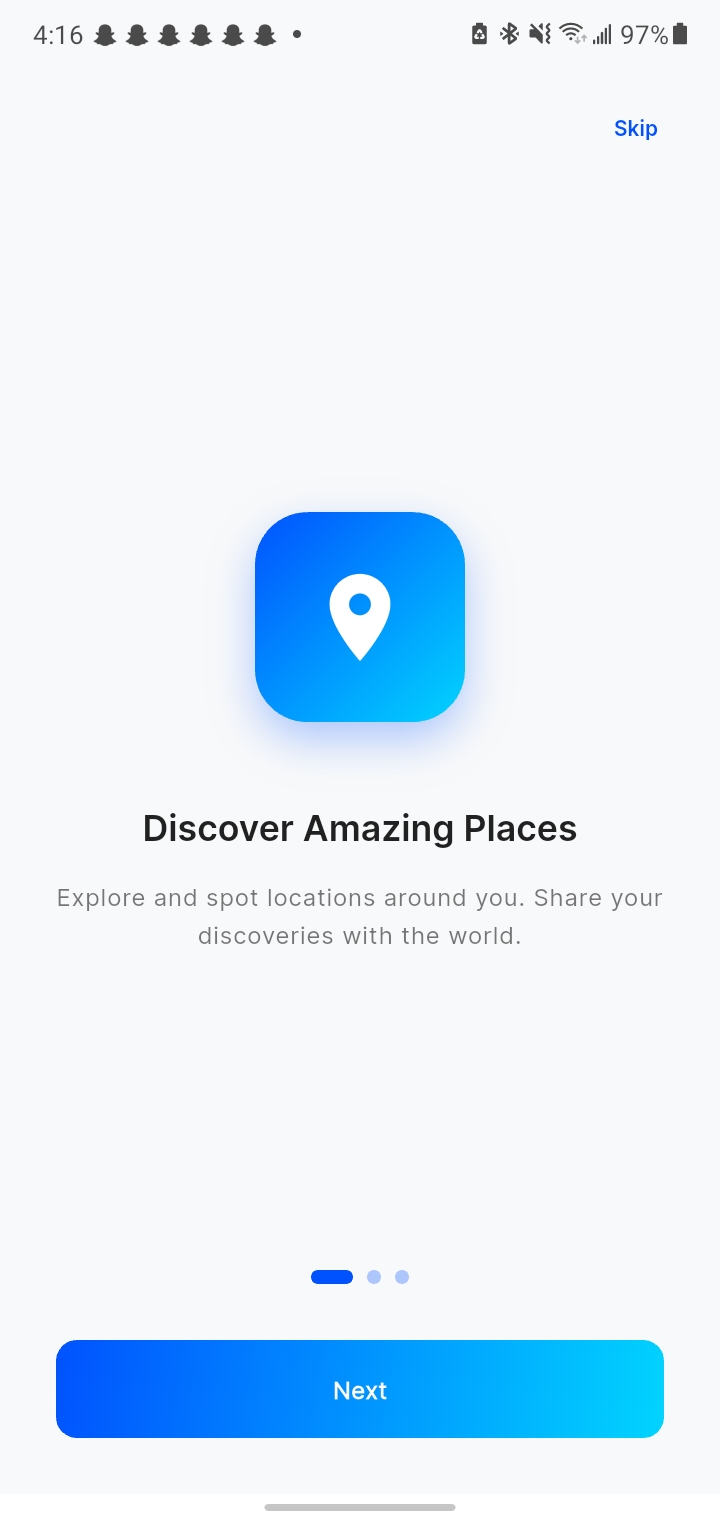 4:16 97%
Skip
Discover Amazing Places
Explore and spot locations around you. Share your
discoveries with the world.
Next